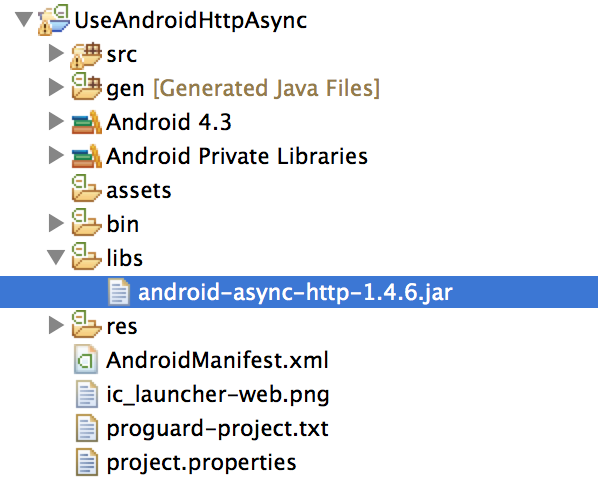 UseAndroidHttpAsync
src
gen [Generated Java Files]
Android 4.3
Android Private Libraries
assets
bin
libs
android-async-http-1.4.6.jar
res
AndroidManifest.xml
ic_launcher-web.png
proguard-project.txt
project.properties